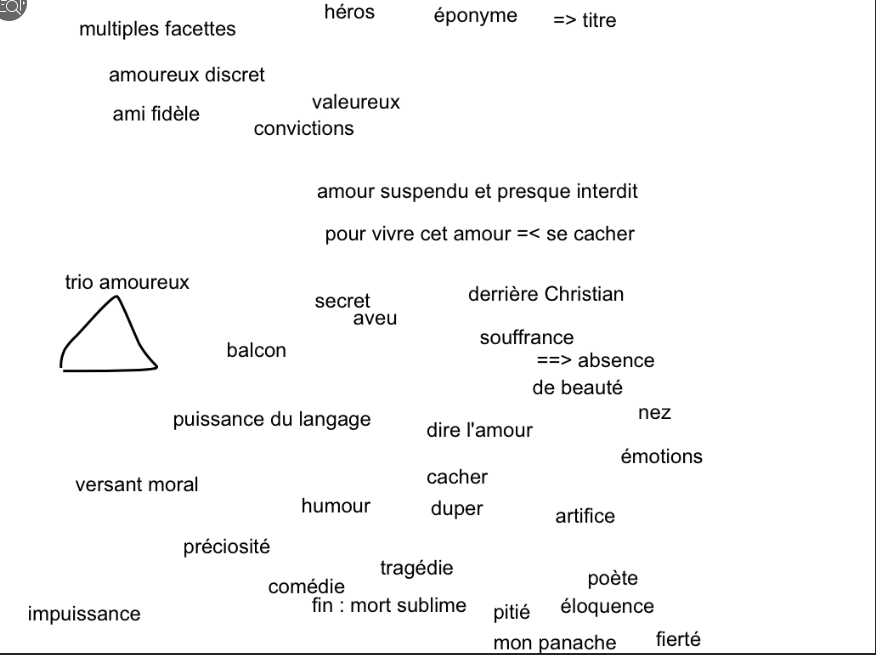 héros éponyme => titre
multiples facettes
amoureux discret
ami fidèle valeureux
convictions
amour suspendu et presque interdit
pour vivre cet amour =< se cacher
trio amoureux
secret derrière Christian
aveu
souffrance
balcon ==> absence
de beauté
puissance du langage nez
dire l'amour
émotions
versant moral cacher
humour duper artifice
préciosité
tragédie
comédie poète
impuissance fin : mort sublime pitié éloquence
mon panache fierté